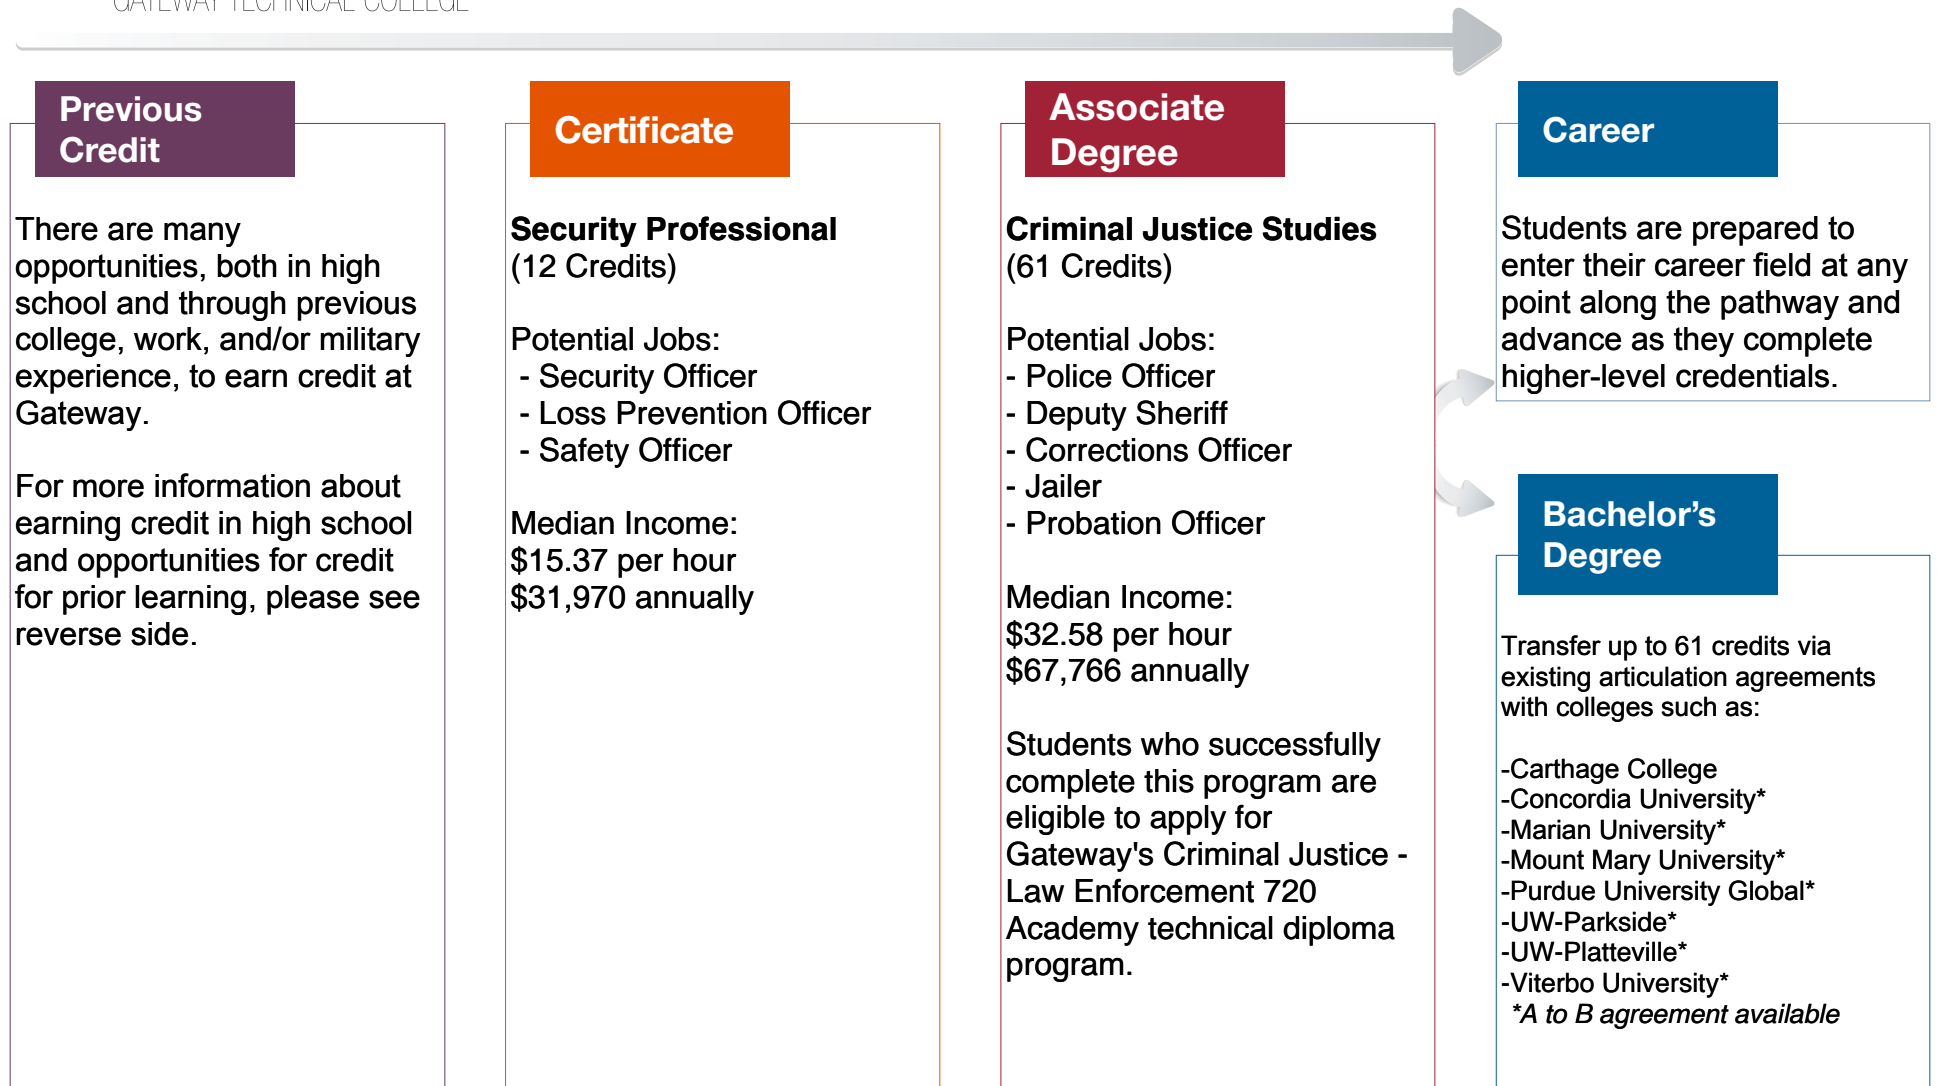 GATEWAY TECHNICAL COLLEGE
Previous
Credit
There are many
opportunities, both in high
school and through previous
college, work, and/or military
experience, to earn credit at
Gateway.
For more information about
earning credit in high school
and opportunities for credit
for prior learning, please see
reverse side.
Certificate
Security Professional
(12 Credits)
Potential Jobs:
- Security Officer
- Loss Prevention Officer
- Safety Officer
Median Income:
$15.37 per hour
$31,970 annually
Associate
Degree
Criminal Justice Studies
(61 Credits)
Potential Jobs:
- Police Officer
- Deputy Sheriff
- Corrections Officer
- Jailer
- Probation Officer
Median Income:
$32.58 per hour
$67,766 annually
Students who successfully
complete this program are
eligible to apply for
Gateway's Criminal Justice -
Law Enforcement 720
Academy technical diploma
program.
Career
Students are prepared to
enter their career field at any
point along the pathway and
advance as they complete
higher-level credentials.
Bachelor’s
Degree
Transfer up to 61 credits via
existing articulation agreements
with colleges such as:
-Carthage College
-Concordia University*
-Marian University*
-Mount Mary University*
-Purdue University Global*
-UW-Parkside*
-UW-Platteville*
-Viterbo University*
*A to B agreement available